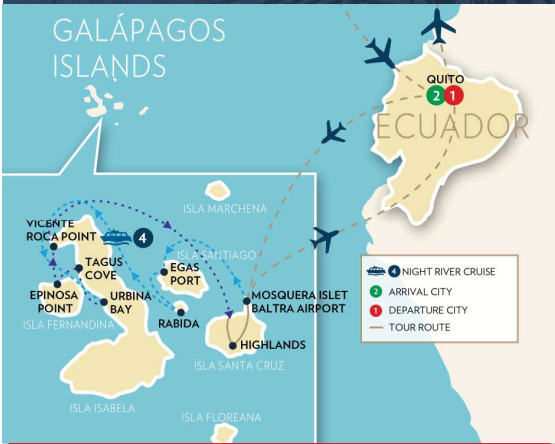 GALÁPAGOS
ISLANDS
QUITO
2 1
ECUADOR
ISLA MARCHENA
VICENTE
ROCA POINT
4
ISLA SANTIAGO
TAGUS
COVE
EGAS
PORT
EPINOSA
POINT
URBINA
BAY
MOSQUERA ISLET
BALTRA AIRPORT
ISLA FERNANDINA
RABIDA
HIGHLANDS
ISLA SANTA CRUZ
ISLA ISABELA
ISLA FLOREANA
4 NIGHT RIVER CRUISE
2 ARRIVAL CITY
1 DEPARTURE CITY
TOUR ROUTE